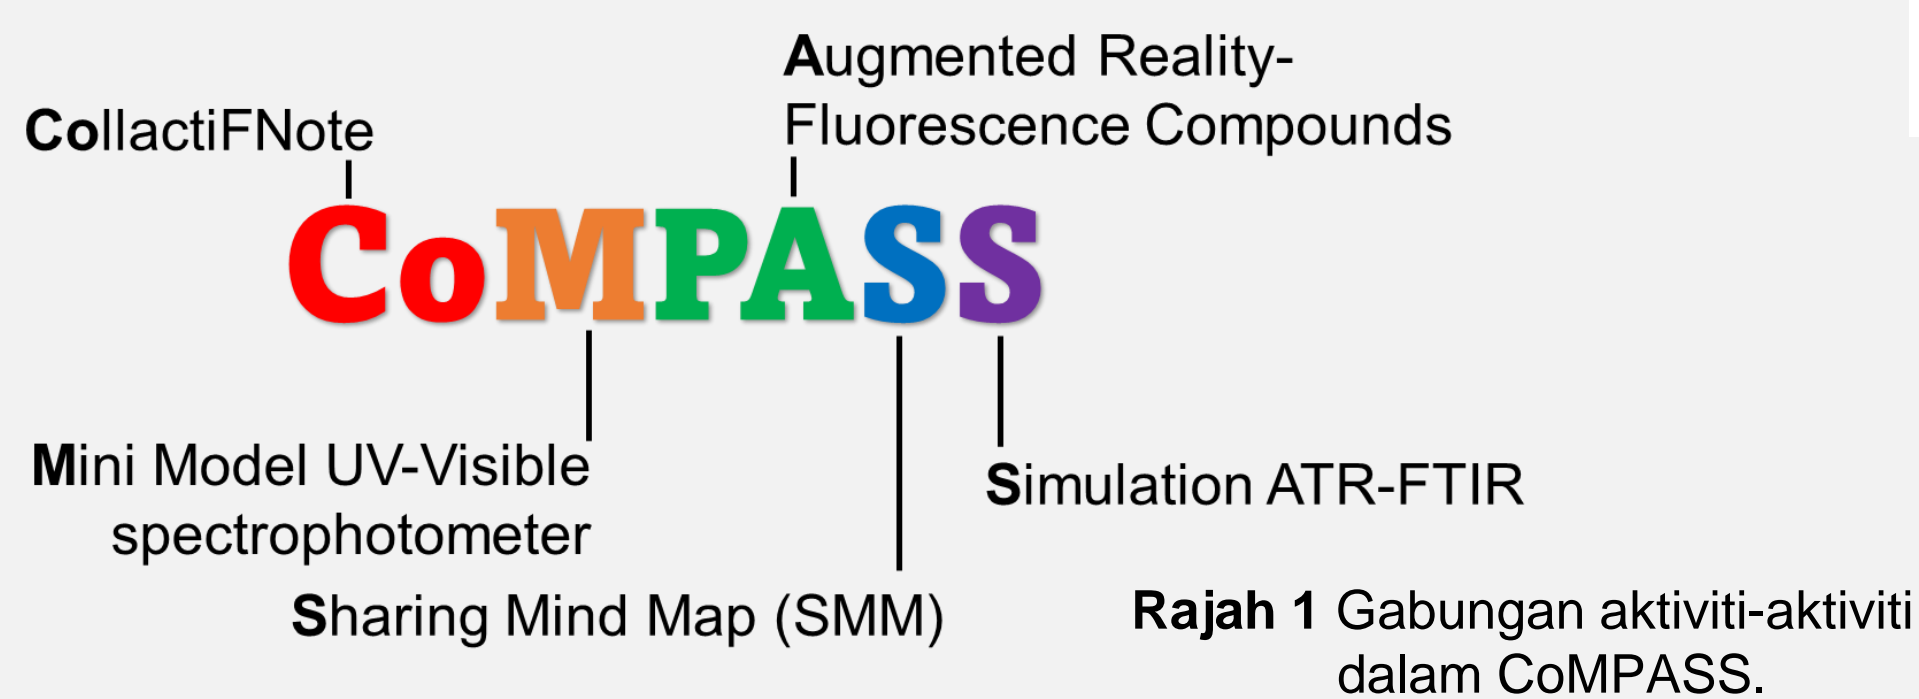 Augmented Reality-
Fluorescence Compounds
CollactiFNote
CoMPASS
Mini Model UV-Visible
spectrophotometer
Simulation ATR-FTIR
Sharing Mind Map (SMM)
Rajah 1 Gabungan aktiviti-aktiviti
dalam CoMPASS.